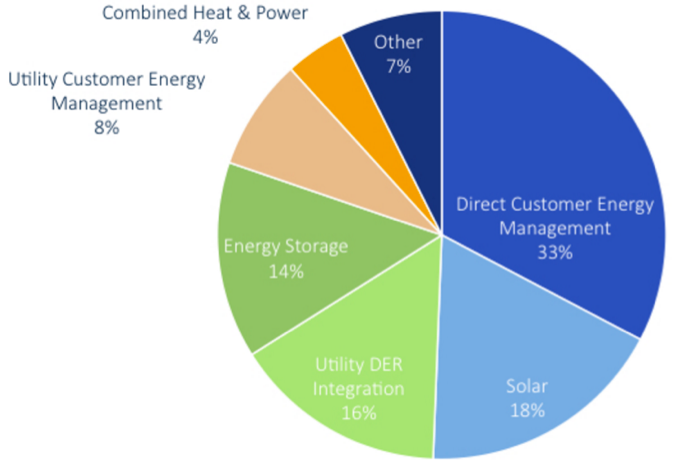 Combined Heat & Power
4%
Other
7%
Utility Customer Energy
Management
8%
Direct Customer Energy
Management
33%
Energy Storage
14%
Utility DER
Integration
16%
Solar
18%